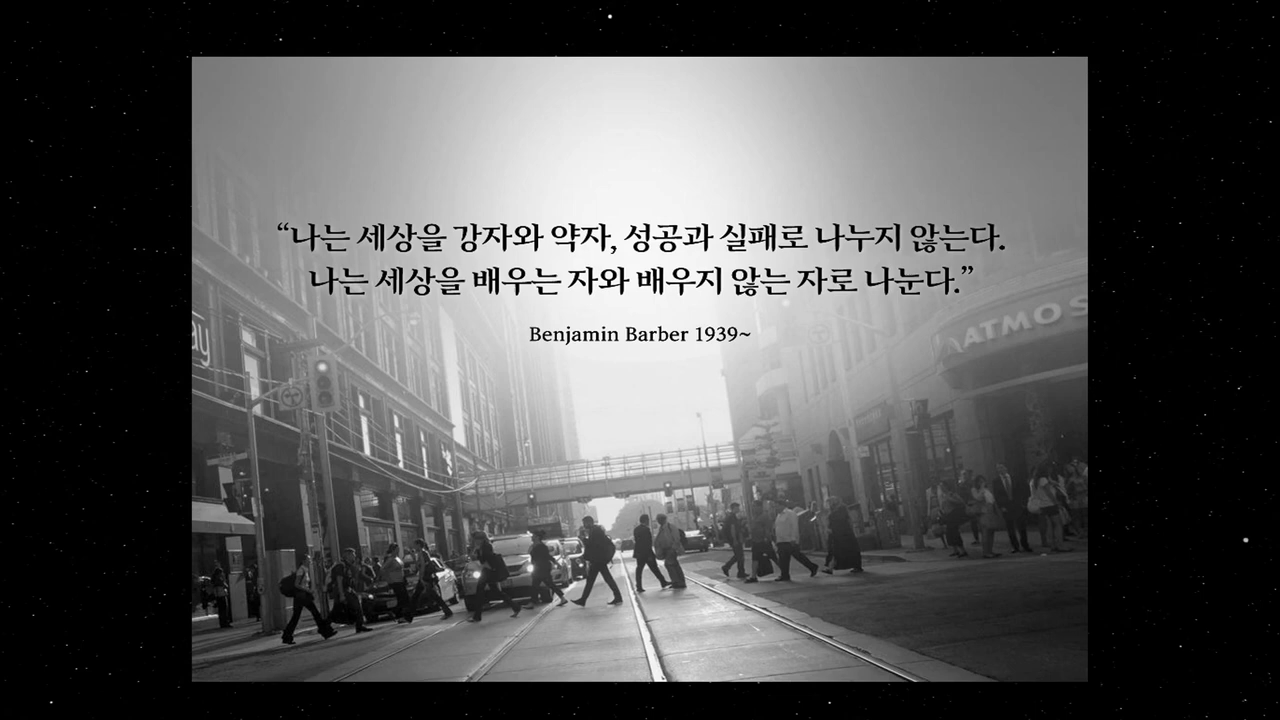 “나는 세상을 강자와 약자, 성공과 실패로 나누지 않는다.
나는 세상을 배우는 자와 배우지 않는 자로 나눈다.”
Benjamin Barber 1939~
ATMOS